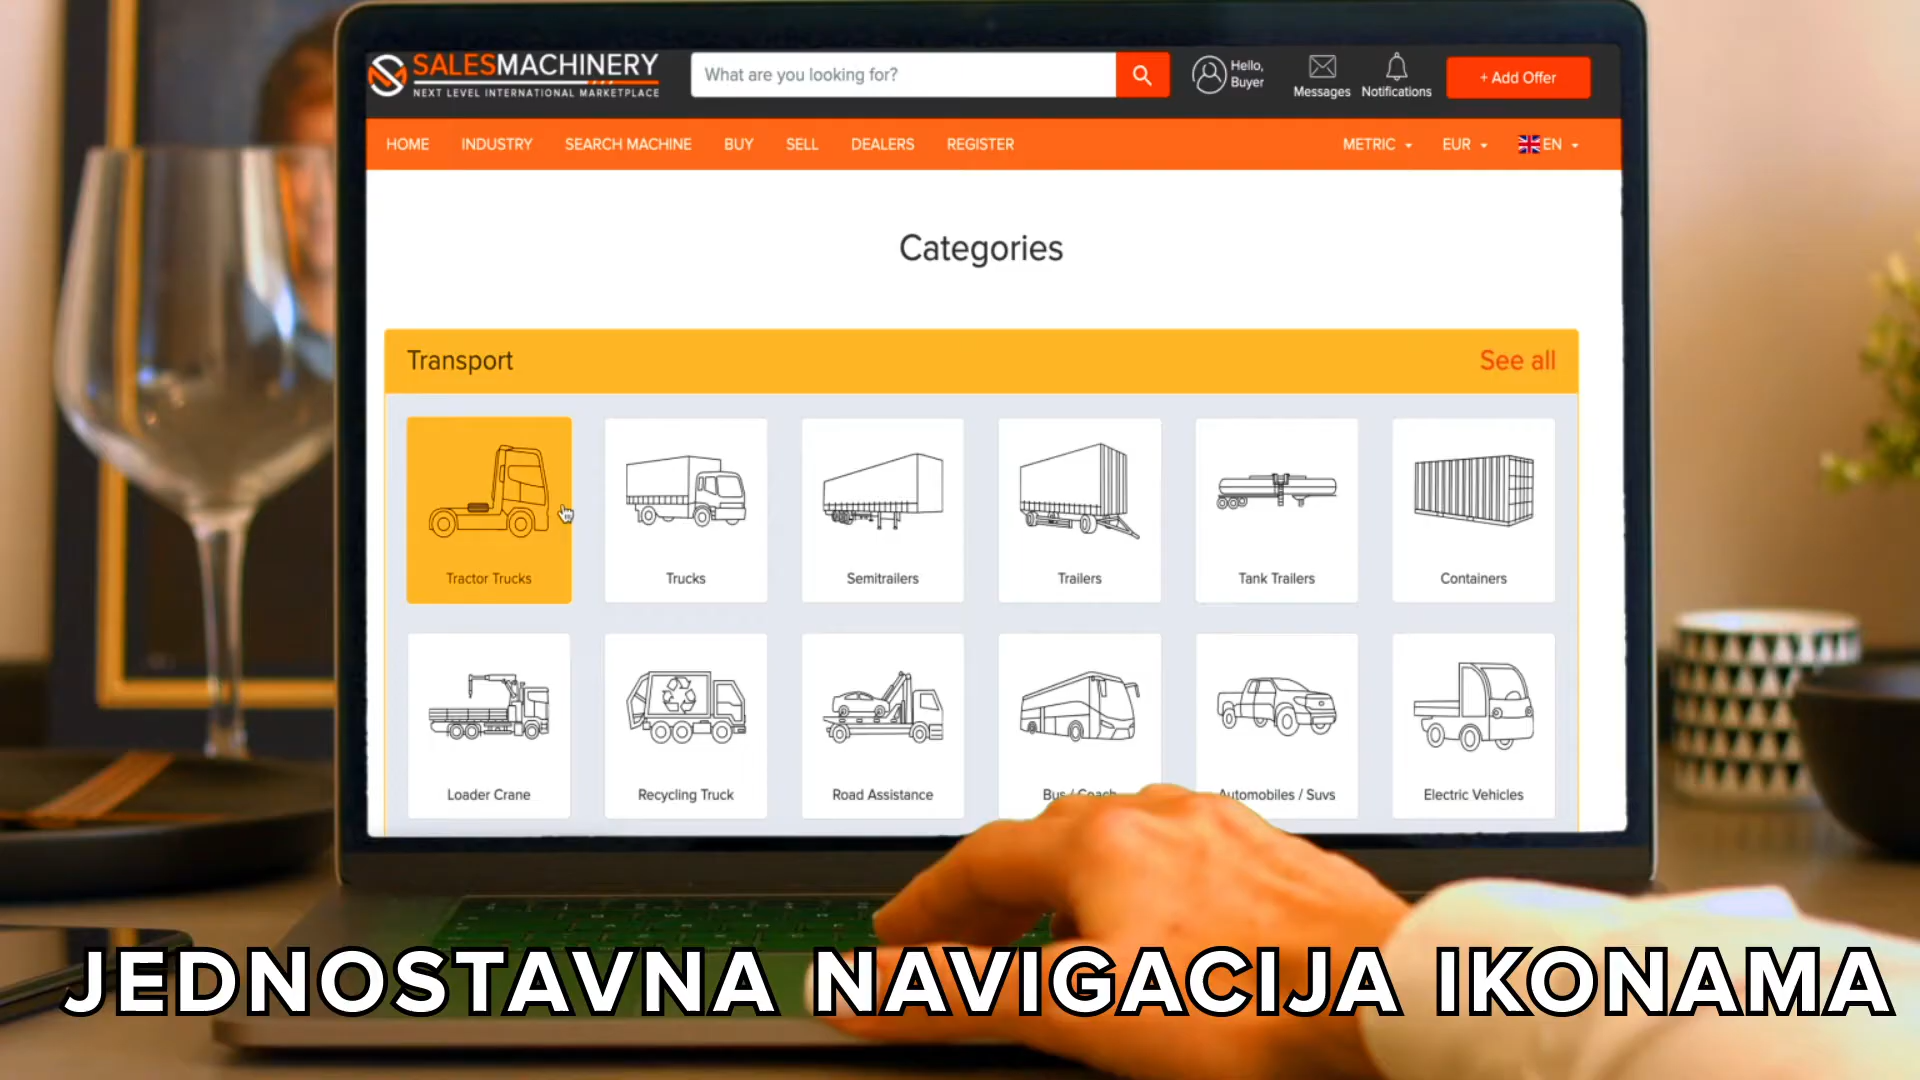 SALESMACHINERY
NEXT LEVEL INTERNATIONAL MARKETPLACE
What are you looking for?
Hello,
Buyer
Messages
Notifications
+ Add Offer
HOME
INDUSTRY
SEARCH MACHINE
BUY
SELL
DEALERS
REGISTER
METRIC
EUR
EN
Categories
Transport
See all
Tractor Trucks
Trucks
Semitrailers
Trailers
Tank Trailers
Containers
Loader Crane
Recycling Truck
Road Assistance
Bus / Coach
Automobiles / Suvs
Electric Vehicles
JEDNOSTAVNA NAVIGACIJA IKONAMA